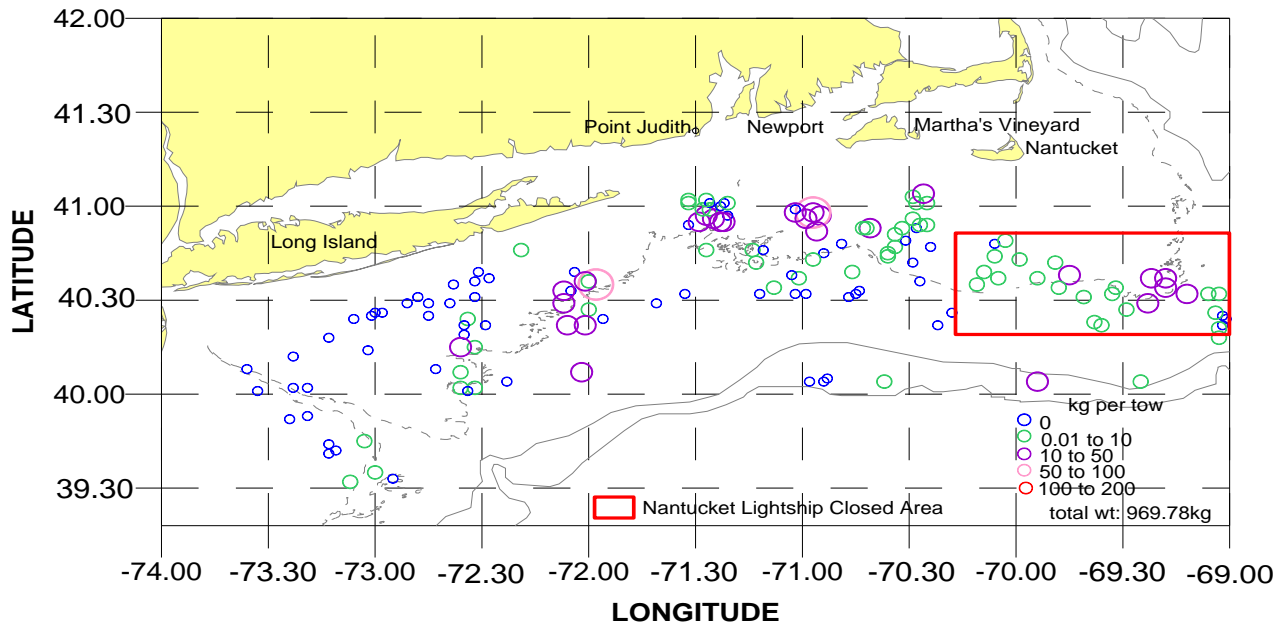 42.00
41.30
Point Judith
Newport
Martha's Vineyard
Nantucket
41.00
Long Island
LATITUDE
40.30
40.00
kg per tow
0
0.01 to 10
10 to 50
50 to 100
100 to 200
39.30
Nantucket Lightship Closed Area
total wt: 969.78kg
-74.00 -73.30 -73.00 -72.30 -72.00 -71.30 -71.00 -70.30 -70.00 -69.30 -69.00
LONGITUDE